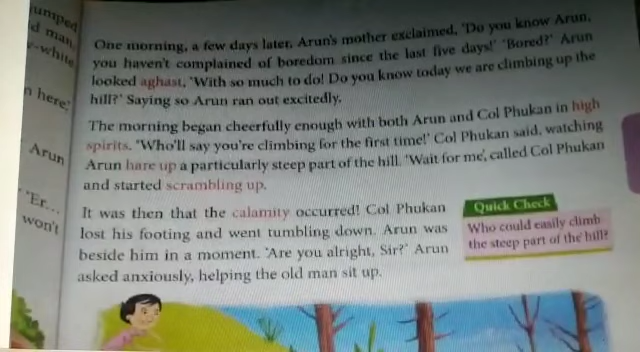 umped
d man,
y-white
n here,'
Arun
"Er...
won't
One morning, a few days later, Arun's mother exclaimed, 'Do you know Arun,
you haven't complained of boredom since the last five days!' 'Bored?' Arun
looked aghast, 'With so much to do! Do you know today we are climbing up the
hill?' Saying so Arun ran out excitedly.
The morning began cheerfully enough with both Arun and Col Phukan in high
spirits. 'Who'll say you're climbing for the first time!' Col Phukan said, watching
Arun hare up a particularly steep part of the hill. 'Wait for me', called Col Phukan
and started scrambling up.
It was then that the calamity occurred! Col Phukan
lost his footing and went tumbling down. Arun was
beside him in a moment. 'Are you alright, Sir?' Arun
asked anxiously, helping the old man sit up.
Quick Check
Who could easily climb
the steep part of the hill?